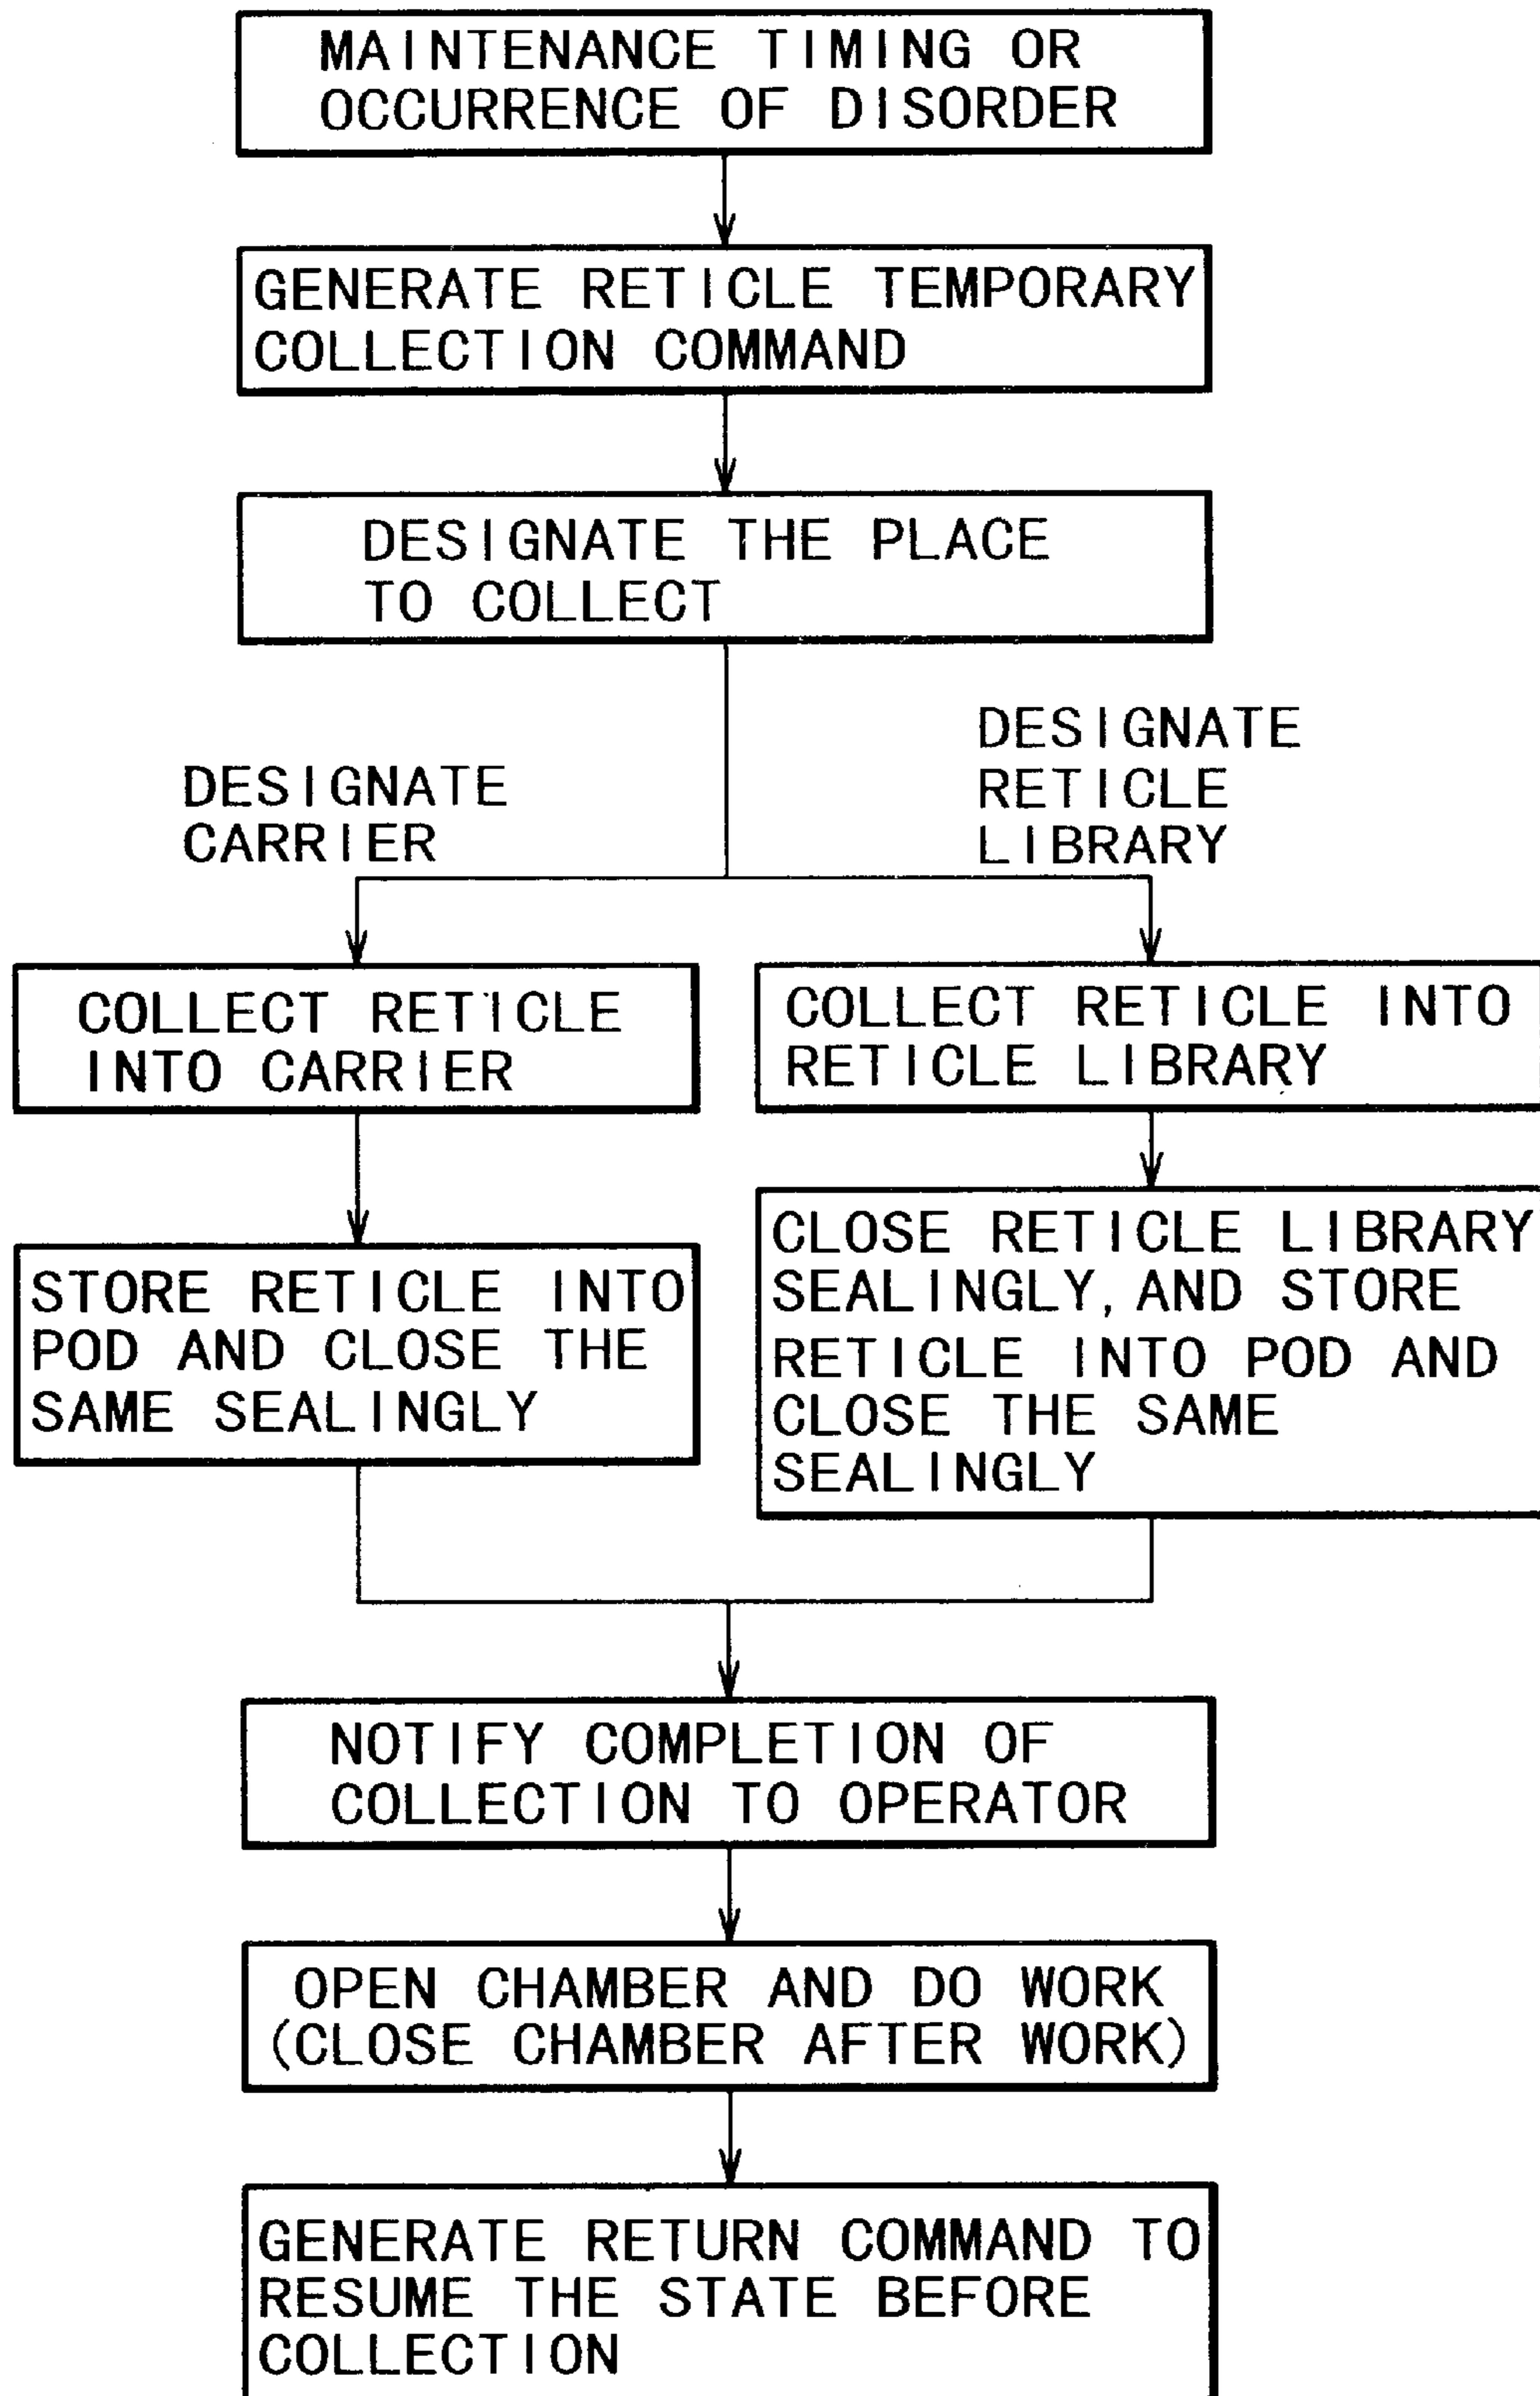 MAINTENANCE TIMING OR
OCCURRENCE OF DISORDER
GENERATE RETICLE TEMPORARY
COLLECTION COMMAND
DESIGNATE THE PLACE
TO COLLECT
DESIGNATE
CARRIER
DESIGNATE
RETICLE
LIBRARY
COLLECT RETICLE
INTO CARRIER
COLLECT RETICLE INTO
RETICLE LIBRARY
STORE RETICLE INTO
POD AND CLOSE THE
SAME SEALINGLY
CLOSE RETICLE LIBRARY
SEALINGLY, AND STORE
RETICLE INTO POD AND
CLOSE THE SAME
SEALINGLY
NOTIFY COMPLETION OF
COLLECTION TO OPERATOR
OPEN CHAMBER AND DO WORK
(CLOSE CHAMBER AFTER WORK)
GENERATE RETURN COMMAND TO
RESUME THE STATE BEFORE
COLLECTION